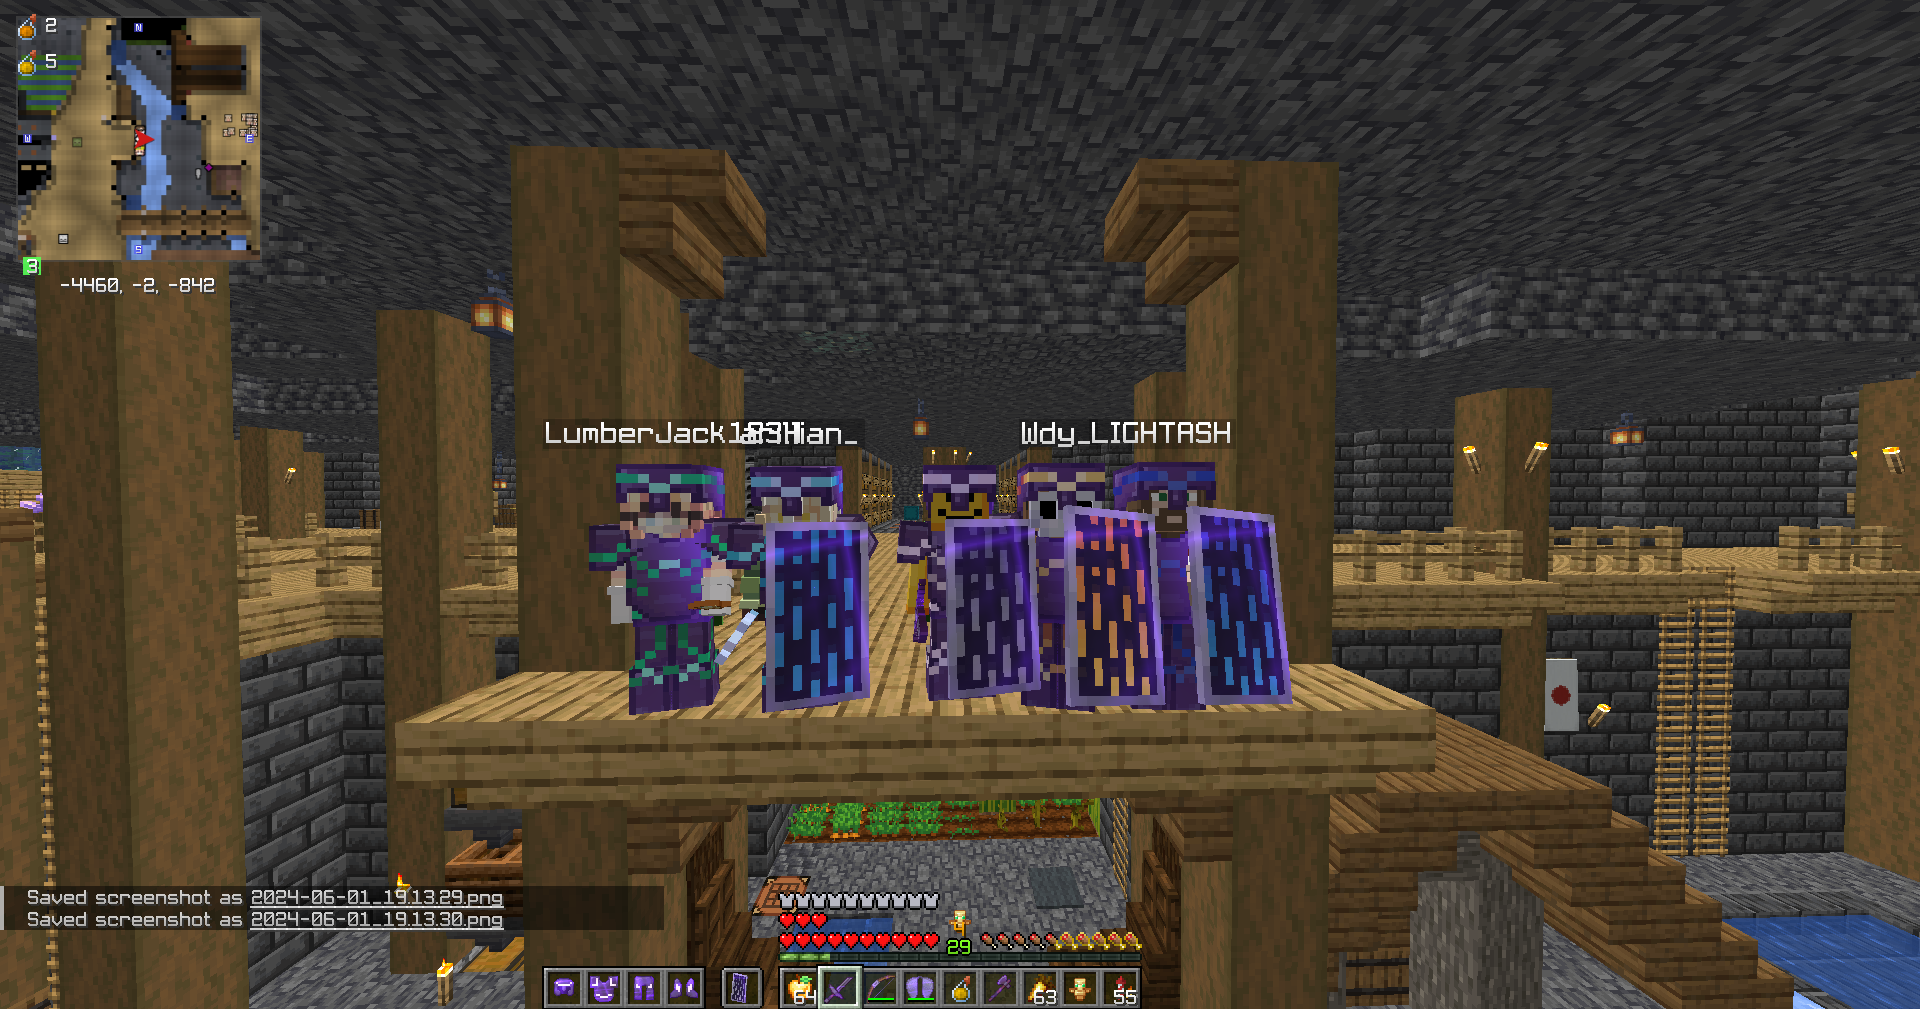 2
N
5
W
E
S
3
-4460, -2, -842
Wdy_LIGHTASH
Saved screenshot as 2024-06-01_19.13.29.png
Saved screenshot as 2024-06-01_19.13.30.png
29
64
63
55